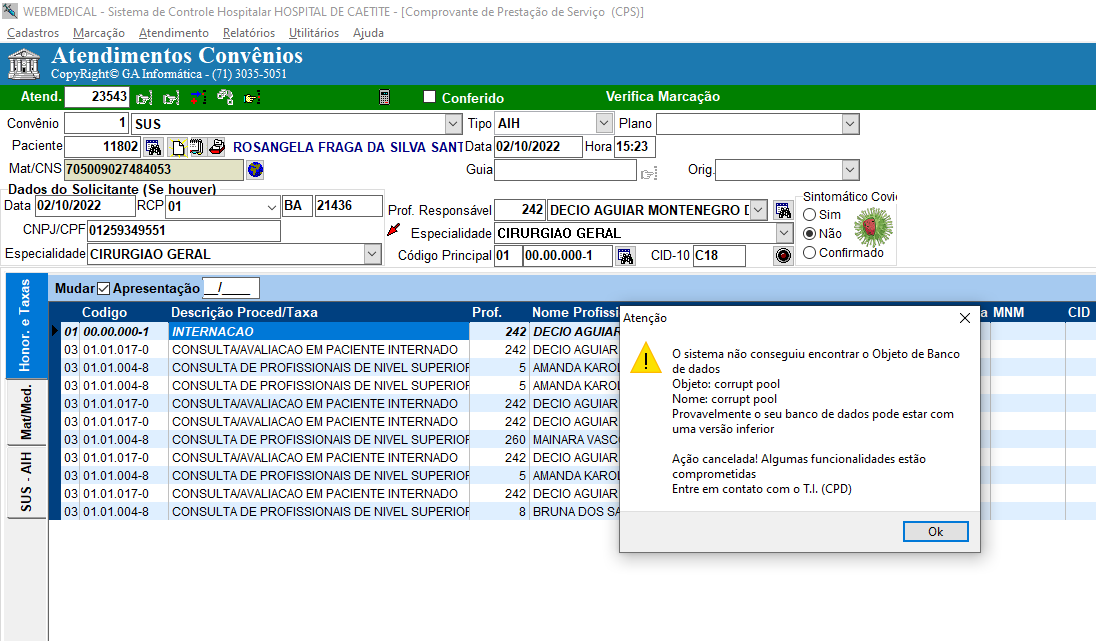 WEBMEDICAL - Sistema de Controle Hospitalar HOSPITAL DE CAETITE - [Comprovante de Prestação de Serviço (CPS)]
Cadastros Marcação Atendimento Relatórios Utilitários Ajuda
Atendimentos Convênios
CopyRight© GA Informática - (71) 3035-5051
Atend. 23543 Conferido Verifica Marcação
Convênio 1 SUS Tipo AIH Plano
Paciente 11802 ROSANGELA FRAGA DA SILVA SANT Data 02/10/2022 Hora 15:23
Mat/CNS 705009027484053 Guia Orig.
Dados do Solicitante (Se houver) Sintomático Covi
Data 02/10/2022 RCP 01 BA 21436 Prof. Responsável 242 DECIO AGUIAR MONTENEGRO D Sim
CNPJ/CPF 01259349551 Especialidade CIRURGIAO GERAL Não
Especialidade CIRURGIAO GERAL Código Principal 01 00.00.000-1 CID-10 C18 Confirmado
Honor. e Taxas
Mat/Med.
SUS - AIH
Mudar Apresentação __/____
Codigo Descrição Proced/Taxa Prof. Nome Profissi a MNM CID
01 00.00.000-1 INTERNACAO 242 DECIO AGUIAR
03 01.01.017-0 CONSULTA/AVALIACAO EM PACIENTE INTERNADO 242 DECIO AGUIAR
03 01.01.004-8 CONSULTA DE PROFISSIONAIS DE NIVEL SUPERIOR 5 AMANDA KAROL
03 01.01.004-8 CONSULTA DE PROFISSIONAIS DE NIVEL SUPERIOR 5 AMANDA KAROL
03 01.01.017-0 CONSULTA/AVALIACAO EM PACIENTE INTERNADO 242 DECIO AGUIAR
03 01.01.017-0 CONSULTA/AVALIACAO EM PACIENTE INTERNADO 242 DECIO AGUIAR
03 01.01.004-8 CONSULTA DE PROFISSIONAIS DE NIVEL SUPERIOR 260 MAINARA VASCO
03 01.01.017-0 CONSULTA/AVALIACAO EM PACIENTE INTERNADO 242 DECIO AGUIAR
03 01.01.004-8 CONSULTA DE PROFISSIONAIS DE NIVEL SUPERIOR 5 AMANDA KAROL
03 01.01.017-0 CONSULTA/AVALIACAO EM PACIENTE INTERNADO 242 DECIO AGUIAR
03 01.01.004-8 CONSULTA DE PROFISSIONAIS DE NIVEL SUPERIOR 8 BRUNA DOS SA
Atenção
O sistema não conseguiu encontrar o Objeto de Banco
de dados
Objeto: corrupt pool
Nome: corrupt pool
Provavelmente o seu banco de dados pode estar com
uma versão inferior
Ação cancelada! Algumas funcionalidades estão
comprometidas
Entre em contato com o T.I. (CPD)
Ok